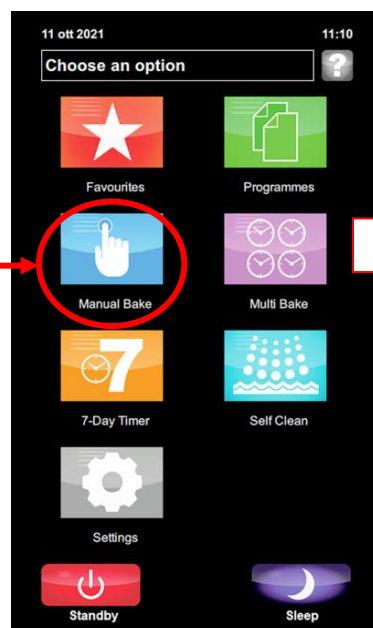 11 ott 2021 11:10
Choose an option ?
Favourites Programmes
Manual Bake Multi Bake
7
7-Day Timer Self Clean
Settings
Standby Sleep